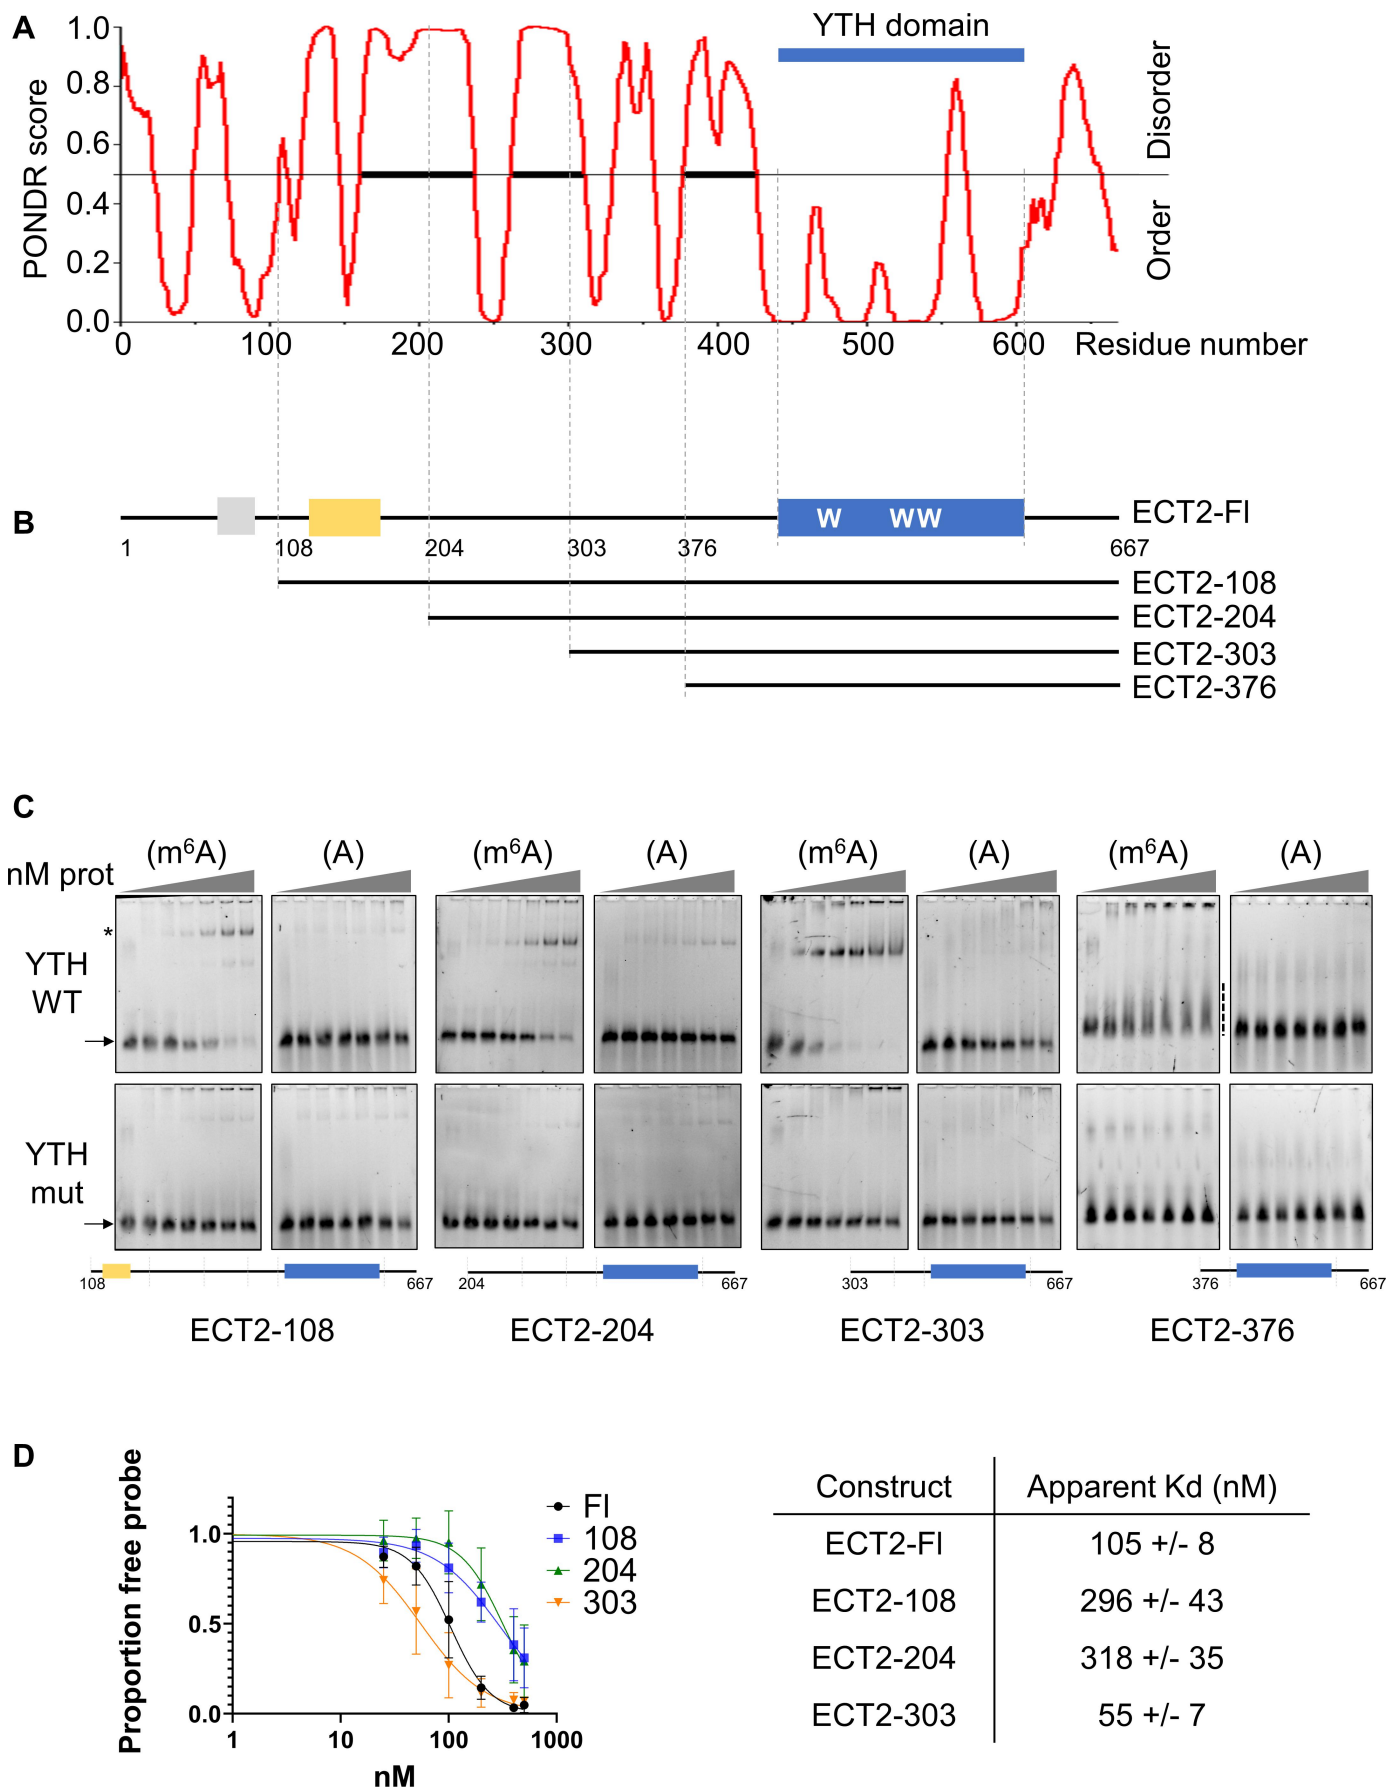 A
YTH domain
PONDR score
1.0
0.8
0.6
0.4
0.2
0.0
Disorder
Order
0 100 200 300 400 500 600 Residue number
B
W WW
ECT2-Fl
1 108 204 303 376 667
ECT2-108
ECT2-204
ECT2-303
ECT2-376
C
nM prot
(m⁶A) (A) (m⁶A) (A) (m⁶A) (A) (m⁶A) (A)
*
YTH
WT
YTH
mut
108 667 204 667 303 667 376 667
ECT2-108 ECT2-204 ECT2-303 ECT2-376
D
Proportion free probe
1.0
0.5
0.0
1 10 100 1000
nM
Fl
108
204
303
Construct Apparent Kd (nM)
ECT2-Fl 105 +/- 8
ECT2-108 296 +/- 43
ECT2-204 318 +/- 35
ECT2-303 55 +/- 7